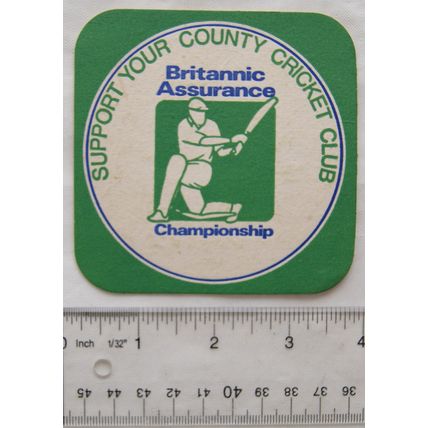 SUPPORT YOUR COUNTY CRICKET CLUB
Britannic
Assurance
Championship
0 Inch 1/32" 1 2 3 4
45 44 43 42 41 40 39 38 37 36